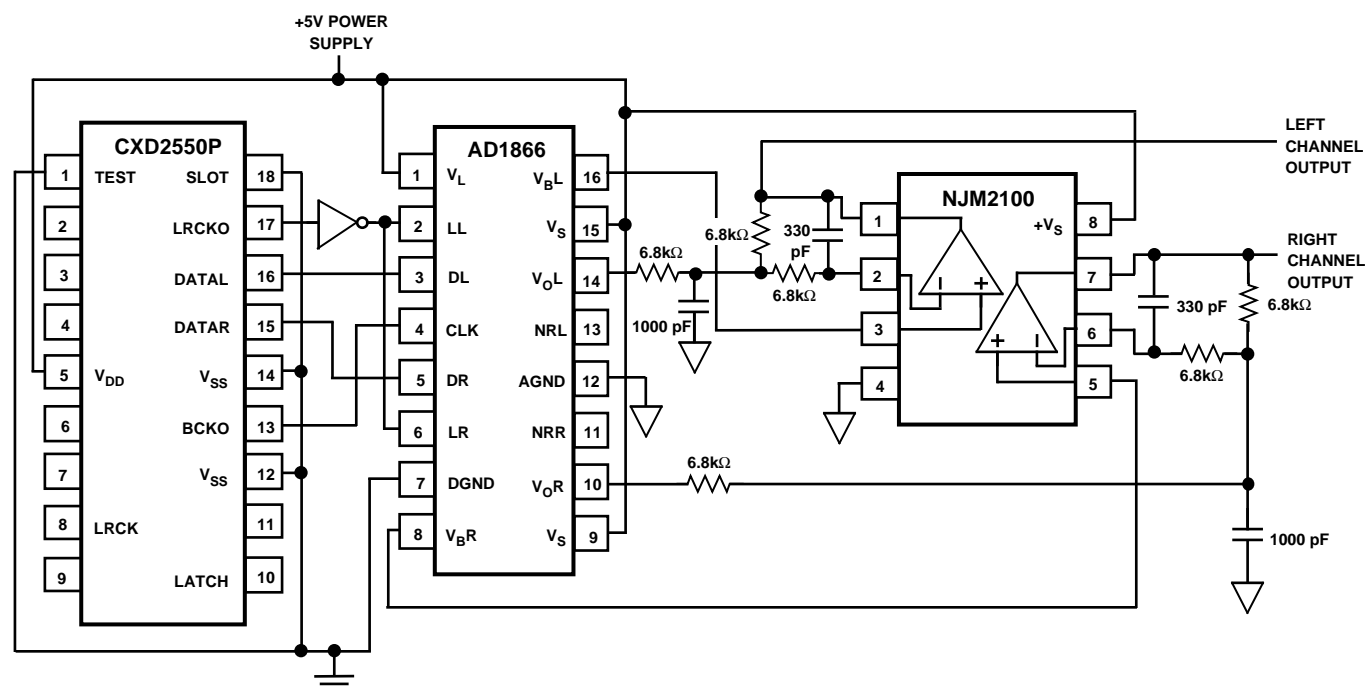 +5V POWER
SUPPLY
CXD2550P
1 TEST SLOT 18
2 LRCKO 17
3 DATAL 16
4 DATAR 15
5 VDD VSS 14
6 BCKO 13
7 VSS 12
8 LRCK 11
9 LATCH 10
AD1866
1 VL VBL 16
2 LL VS 15
3 DL VOL 14
4 CLK NRL 13
5 DR AGND 12
6 LR NRR 11
7 DGND VOR 10
8 VBR VS 9
6.8kΩ
1000 pF
6.8kΩ
330
pF
6.8kΩ
6.8kΩ
NJM2100
1 +VS 8
2 7
3 6
4 5
- +
+ -
LEFT
CHANNEL
OUTPUT
RIGHT
CHANNEL
OUTPUT
330 pF
6.8kΩ
6.8kΩ
1000 pF